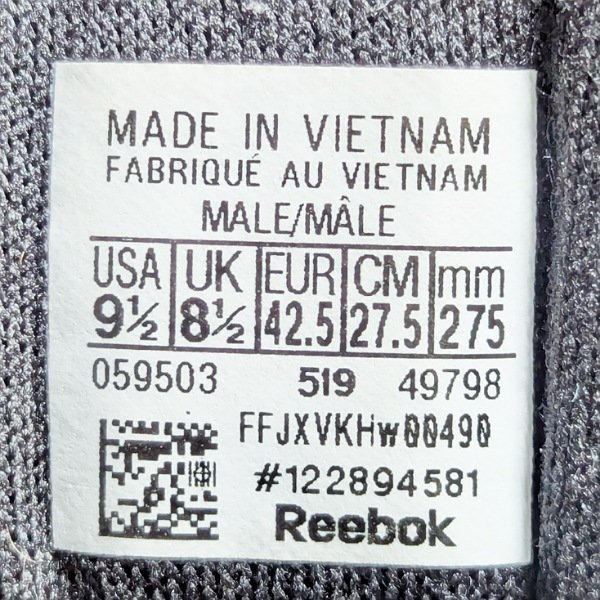 MADE IN VIETNAM
FABRIQUÉ AU VIETNAM
MALE/MÂLE
USA UK EUR CM mm
9½ 8½ 42.5 27.5 275
059503 519 49798
FFJXVKHw00490
#122894581
Reebok